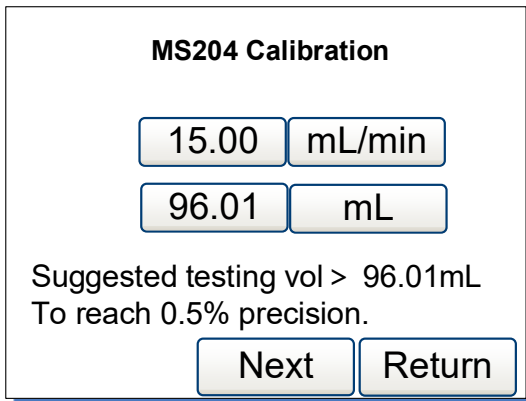 MS204 Calibration
15.00 mL/min
96.01 mL
Suggested testing vol > 96.01mL
To reach 0.5% precision.
Next Return